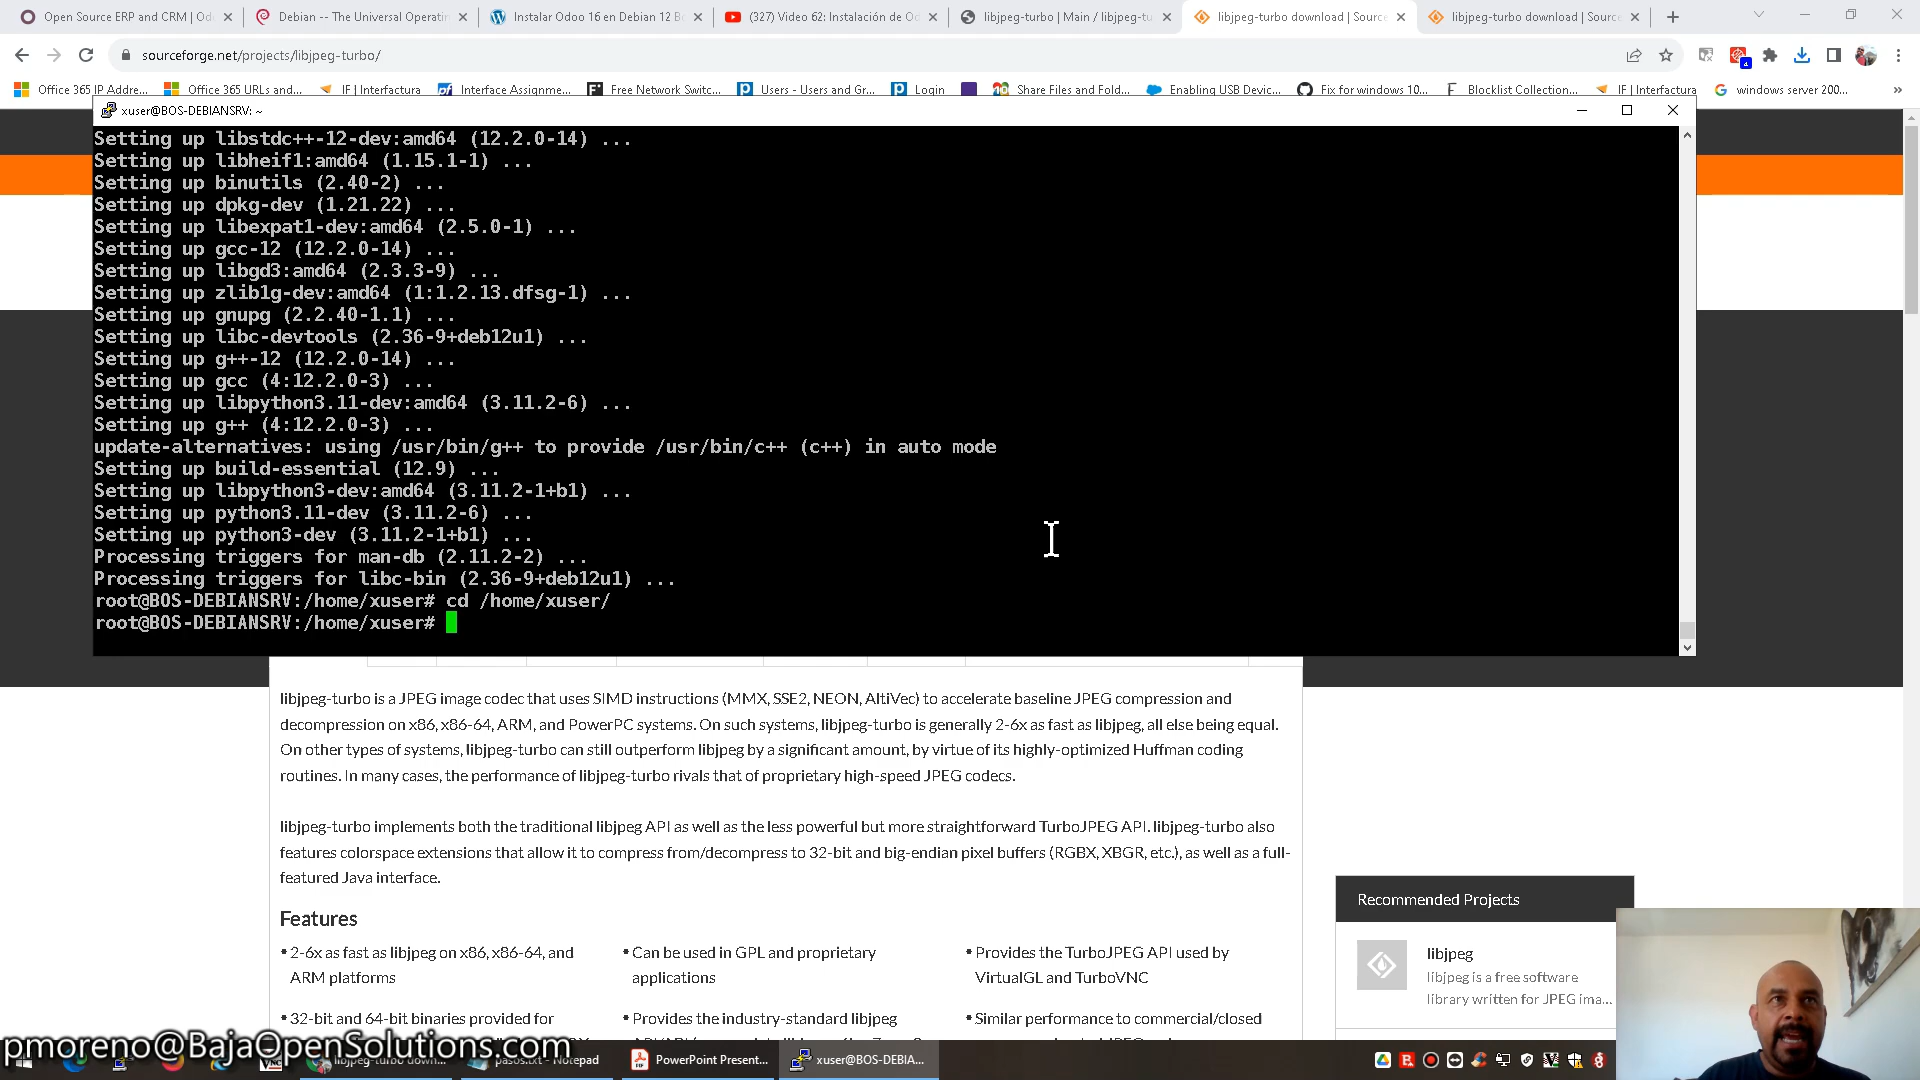 Open Source ERP and CRM | Od
Debian -- The Universal Operatin
Instalar Odoo 16 en Debian 12 B
(327) Video 62: Instalación de Od
libjpeg-turbo | Main / libjpeg-tu
libjpeg-turbo download | Source
libjpeg-turbo download | Source
sourceforge.net/projects/libjpeg-turbo/
Office 365 IP Addre...
Office 365 URLs and...
IF | Interfactura
Interface Assignme...
Free Network Switc...
Users - Users and Gr...
Login
Share Files and Fold...
Enabling USB Devic...
Fix for windows 10...
Blocklist Collection...
IF | Interfactura
windows server 200...
xuser@BOS-DEBIANSRV: ~
Setting up libstdc++-12-dev:amd64 (12.2.0-14) ...
Setting up libheif1:amd64 (1.15.1-1) ...
Setting up binutils (2.40-2) ...
Setting up dpkg-dev (1.21.22) ...
Setting up libexpat1-dev:amd64 (2.5.0-1) ...
Setting up gcc-12 (12.2.0-14) ...
Setting up libgd3:amd64 (2.3.3-9) ...
Setting up zlib1g-dev:amd64 (1:1.2.13.dfsg-1) ...
Setting up gnupg (2.2.40-1.1) ...
Setting up libc-devtools (2.36-9+deb12u1) ...
Setting up g++-12 (12.2.0-14) ...
Setting up gcc (4:12.2.0-3) ...
Setting up libpython3.11-dev:amd64 (3.11.2-6) ...
Setting up g++ (4:12.2.0-3) ...
update-alternatives: using /usr/bin/g++ to provide /usr/bin/c++ (c++) in auto mode
Setting up build-essential (12.9) ...
Setting up libpython3-dev:amd64 (3.11.2-1+b1) ...
Setting up python3.11-dev (3.11.2-6) ...
Setting up python3-dev (3.11.2-1+b1) ...
Processing triggers for man-db (2.11.2-2) ...
Processing triggers for libc-bin (2.36-9+deb12u1) ...
root@BOS-DEBIANSRV:/home/xuser# cd /home/xuser/
root@BOS-DEBIANSRV:/home/xuser#
libjpeg-turbo is a JPEG image codec that uses SIMD instructions (MMX, SSE2, NEON, AltiVec) to accelerate baseline JPEG compression and
decompression on x86, x86-64, ARM, and PowerPC systems. On such systems, libjpeg-turbo is generally 2-6x as fast as libjpeg, all else being equal.
On other types of systems, libjpeg-turbo can still outperform libjpeg by a significant amount, by virtue of its highly-optimized Huffman coding
routines. In many cases, the performance of libjpeg-turbo rivals that of proprietary high-speed JPEG codecs.
libjpeg-turbo implements both the traditional libjpeg API as well as the less powerful but more straightforward TurboJPEG API. libjpeg-turbo also
features colorspace extensions that allow it to compress from/decompress to 32-bit and big-endian pixel buffers (RGBX, XBGR, etc.), as well as a full-
featured Java interface.
Features
• 2-6x as fast as libjpeg on x86, x86-64, and
ARM platforms
• 32-bit and 64-bit binaries provided for
• Can be used in GPL and proprietary
applications
• Provides the industry-standard libjpeg
• Provides the TurboJPEG API used by
VirtualGL and TurboVNC
• Similar performance to commercial/closed
Recommended Projects
libjpeg
libjpeg is a free software
library written for JPEG ima...
pmoreno@BajaOpenSolutions.com
libjpeg-turbo down...
pasos.txt - Notepad
PowerPoint Present...
xuser@BOS-DEBIA...